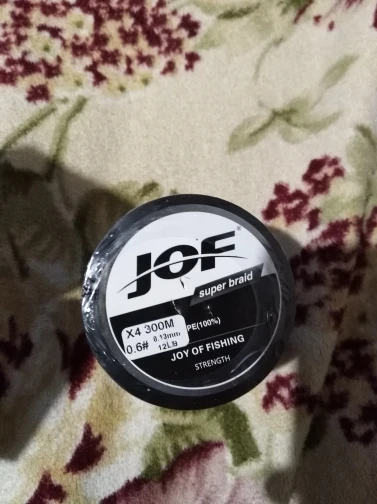 JOF®
super braid
X4 300M
0.6# 0.13mm
12LB
PE(100%)
JOY OF FISHING
STRENGTH